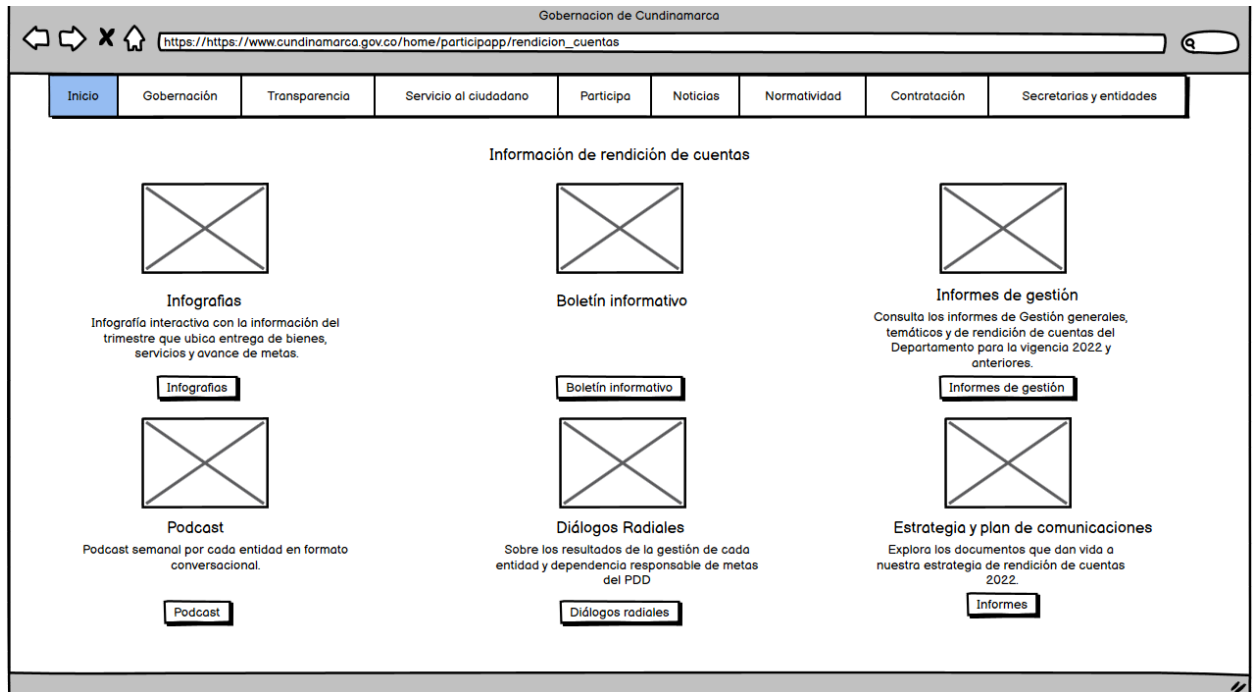 Gobernacion de Cundinamarca
https://https://www.cundinamarca.gov.co/home/participapp/rendicion_cuentas
Inicio
Gobernación
Transparencia
Servicio al ciudadano
Participa
Noticias
Normatividad
Contratación
Secretarias y entidades
Información de rendición de cuentas
Infografias
Infografía interactiva con la información del
trimestre que ubica entrega de bienes,
servicios y avance de metas.
Infografias
Boletín informativo
Boletín informativo
Informes de gestión
Consulta los informes de Gestión generales,
temáticos y de rendición de cuentas del
Departamento para la vigencia 2022 y
anteriores.
Informes de gestión
Podcast
Podcast semanal por cada entidad en formato
conversacional.
Podcast
Diálogos Radiales
Sobre los resultados de la gestión de cada
entidad y dependencia responsable de metas
del PDD
Diálogos radiales
Estrategia y plan de comunicaciones
Explora los documentos que dan vida a
nuestra estrategia de rendición de cuentas
2022.
Informes